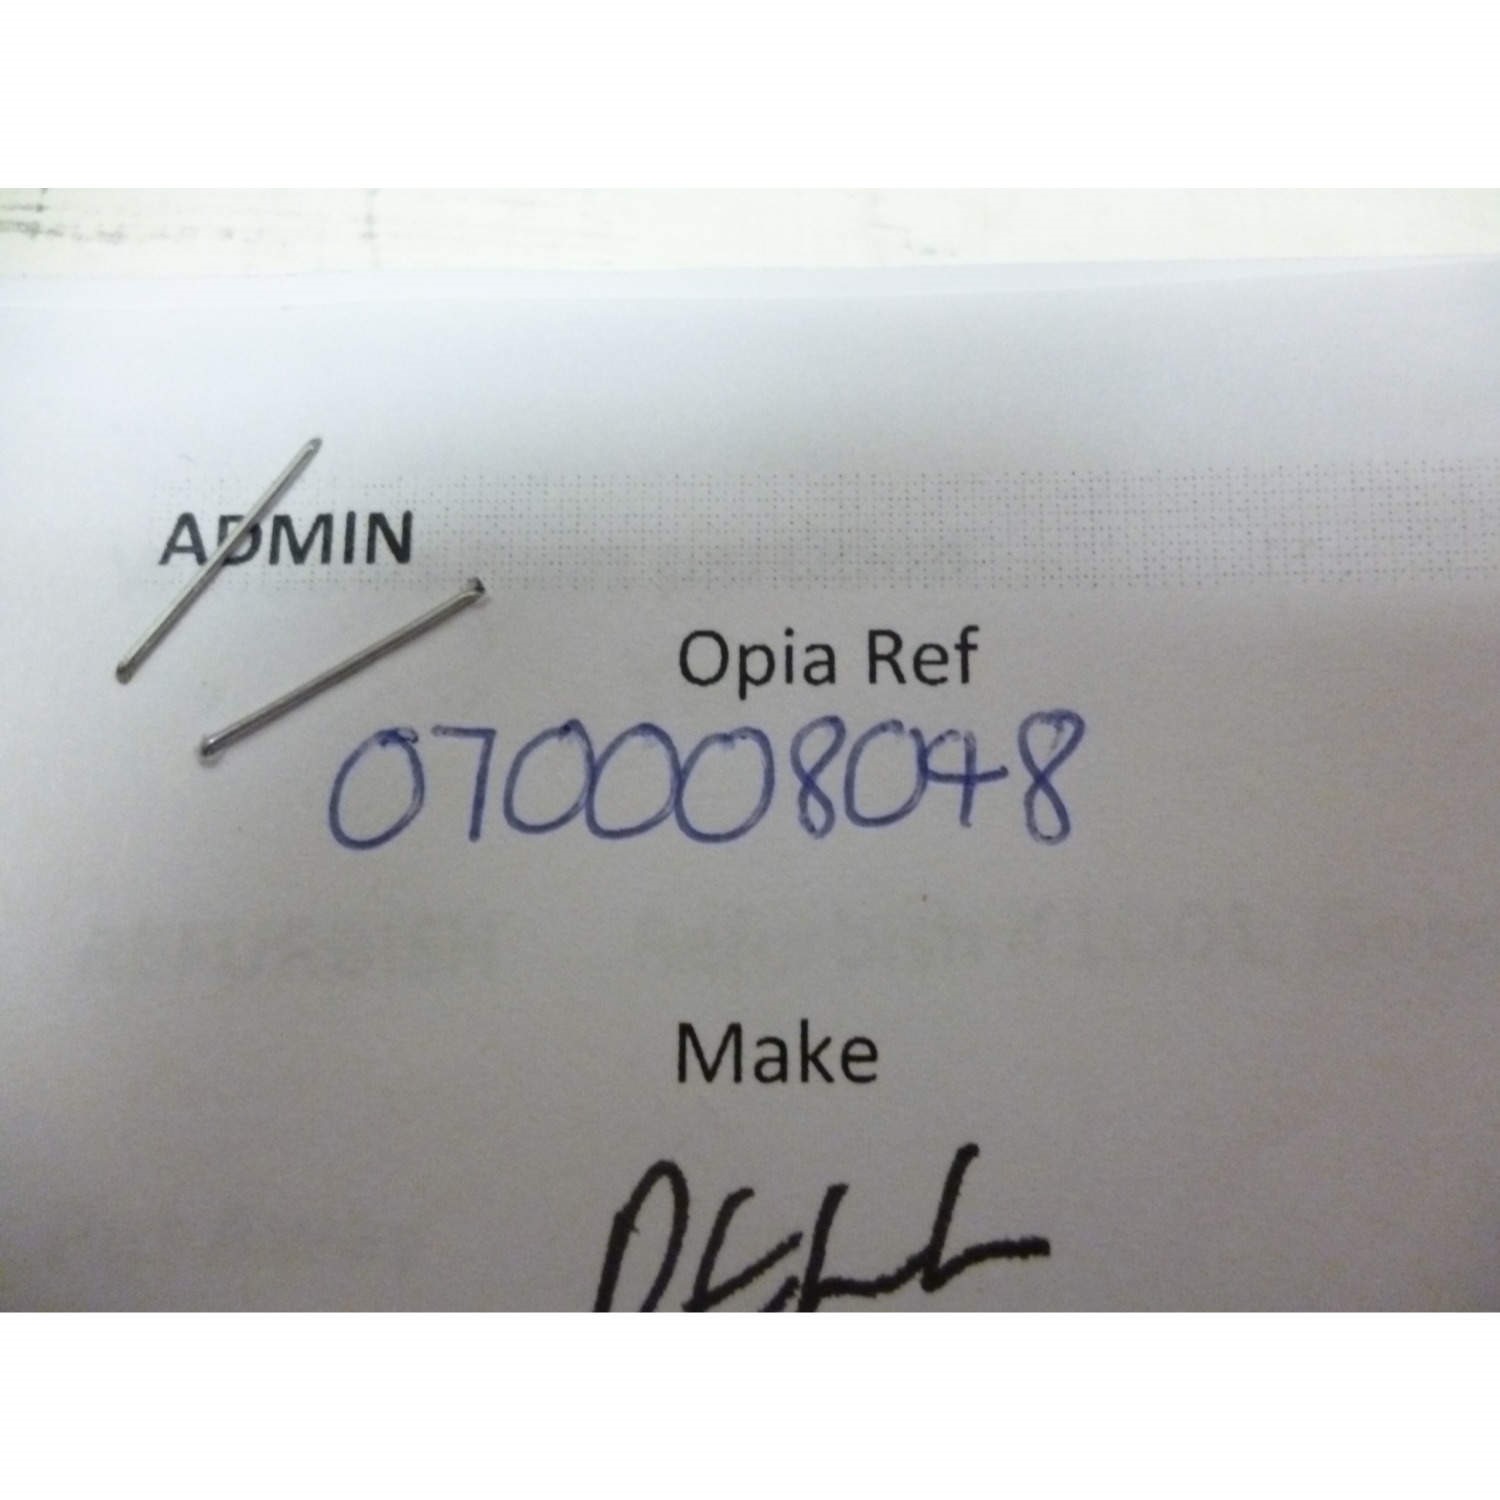 ADMIN
Opia Ref
070008048
Make